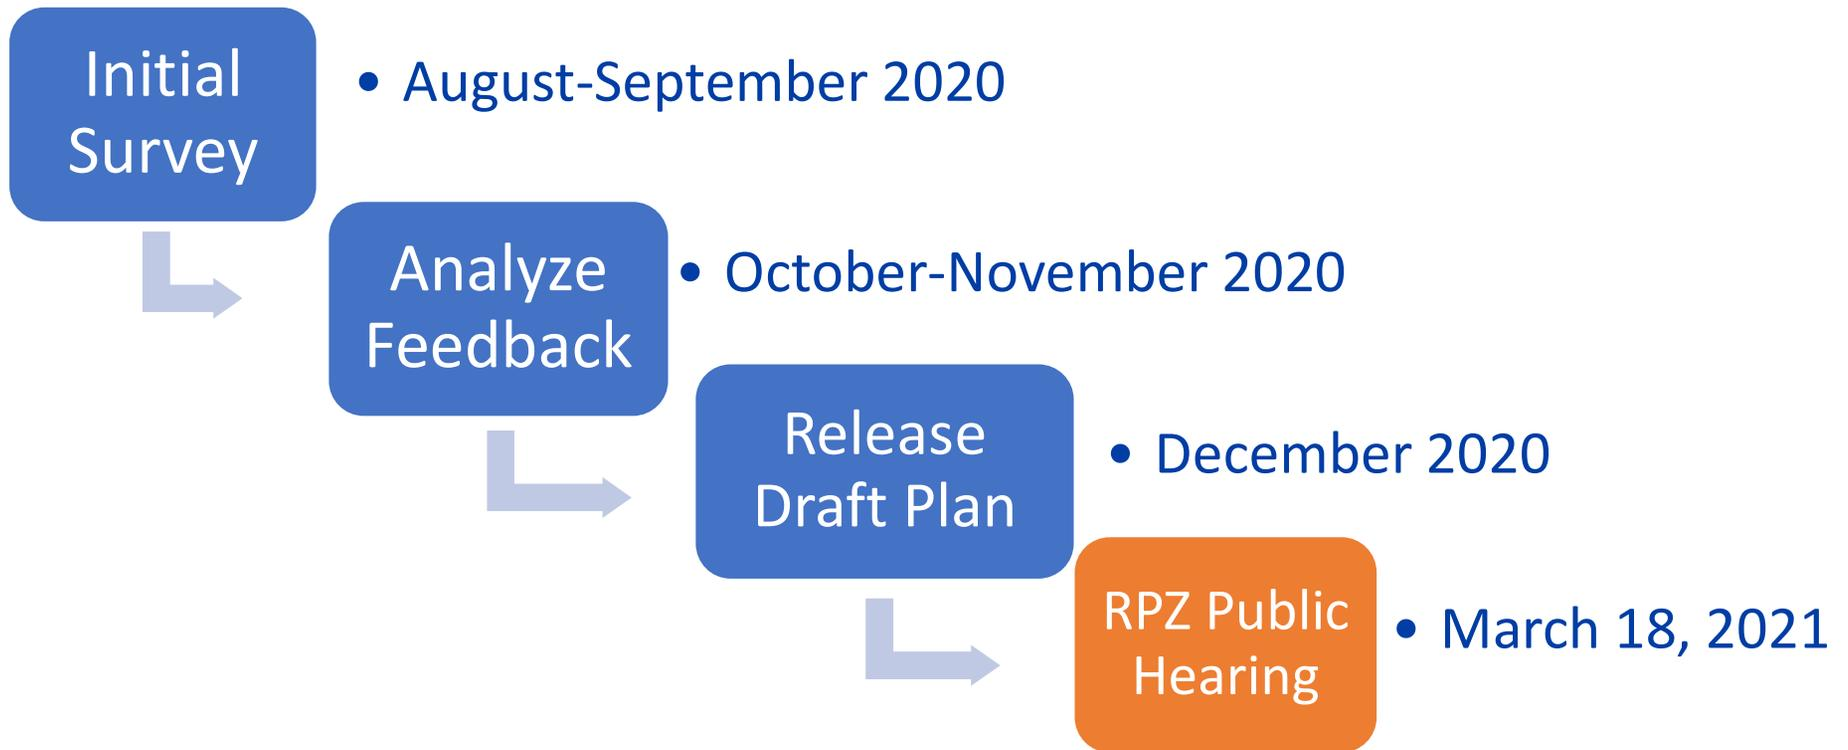 Initial
Survey
• August-September 2020
Analyze
Feedback
• October-November 2020
Release
Draft Plan
• December 2020
RPZ Public
Hearing
• March 18, 2021